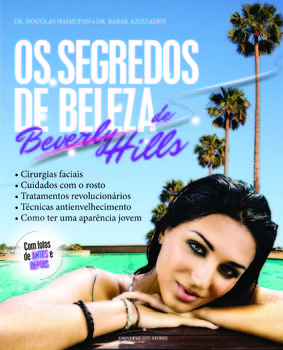 DR. DOUGLAS HAMILTON e DR. BABAK AZIZZADEH
OS SEGREDOS
DE BELEZA de
Beverly Hills
• Cirurgias faciais
• Cuidados com o rosto
• Tratamentos revolucionários
• Técnicas antienvelhecimento
• Como ter uma aparência jovem
Com fotos
de ANTES e
DEPOIS
UNIVERSO DOS LIVROS